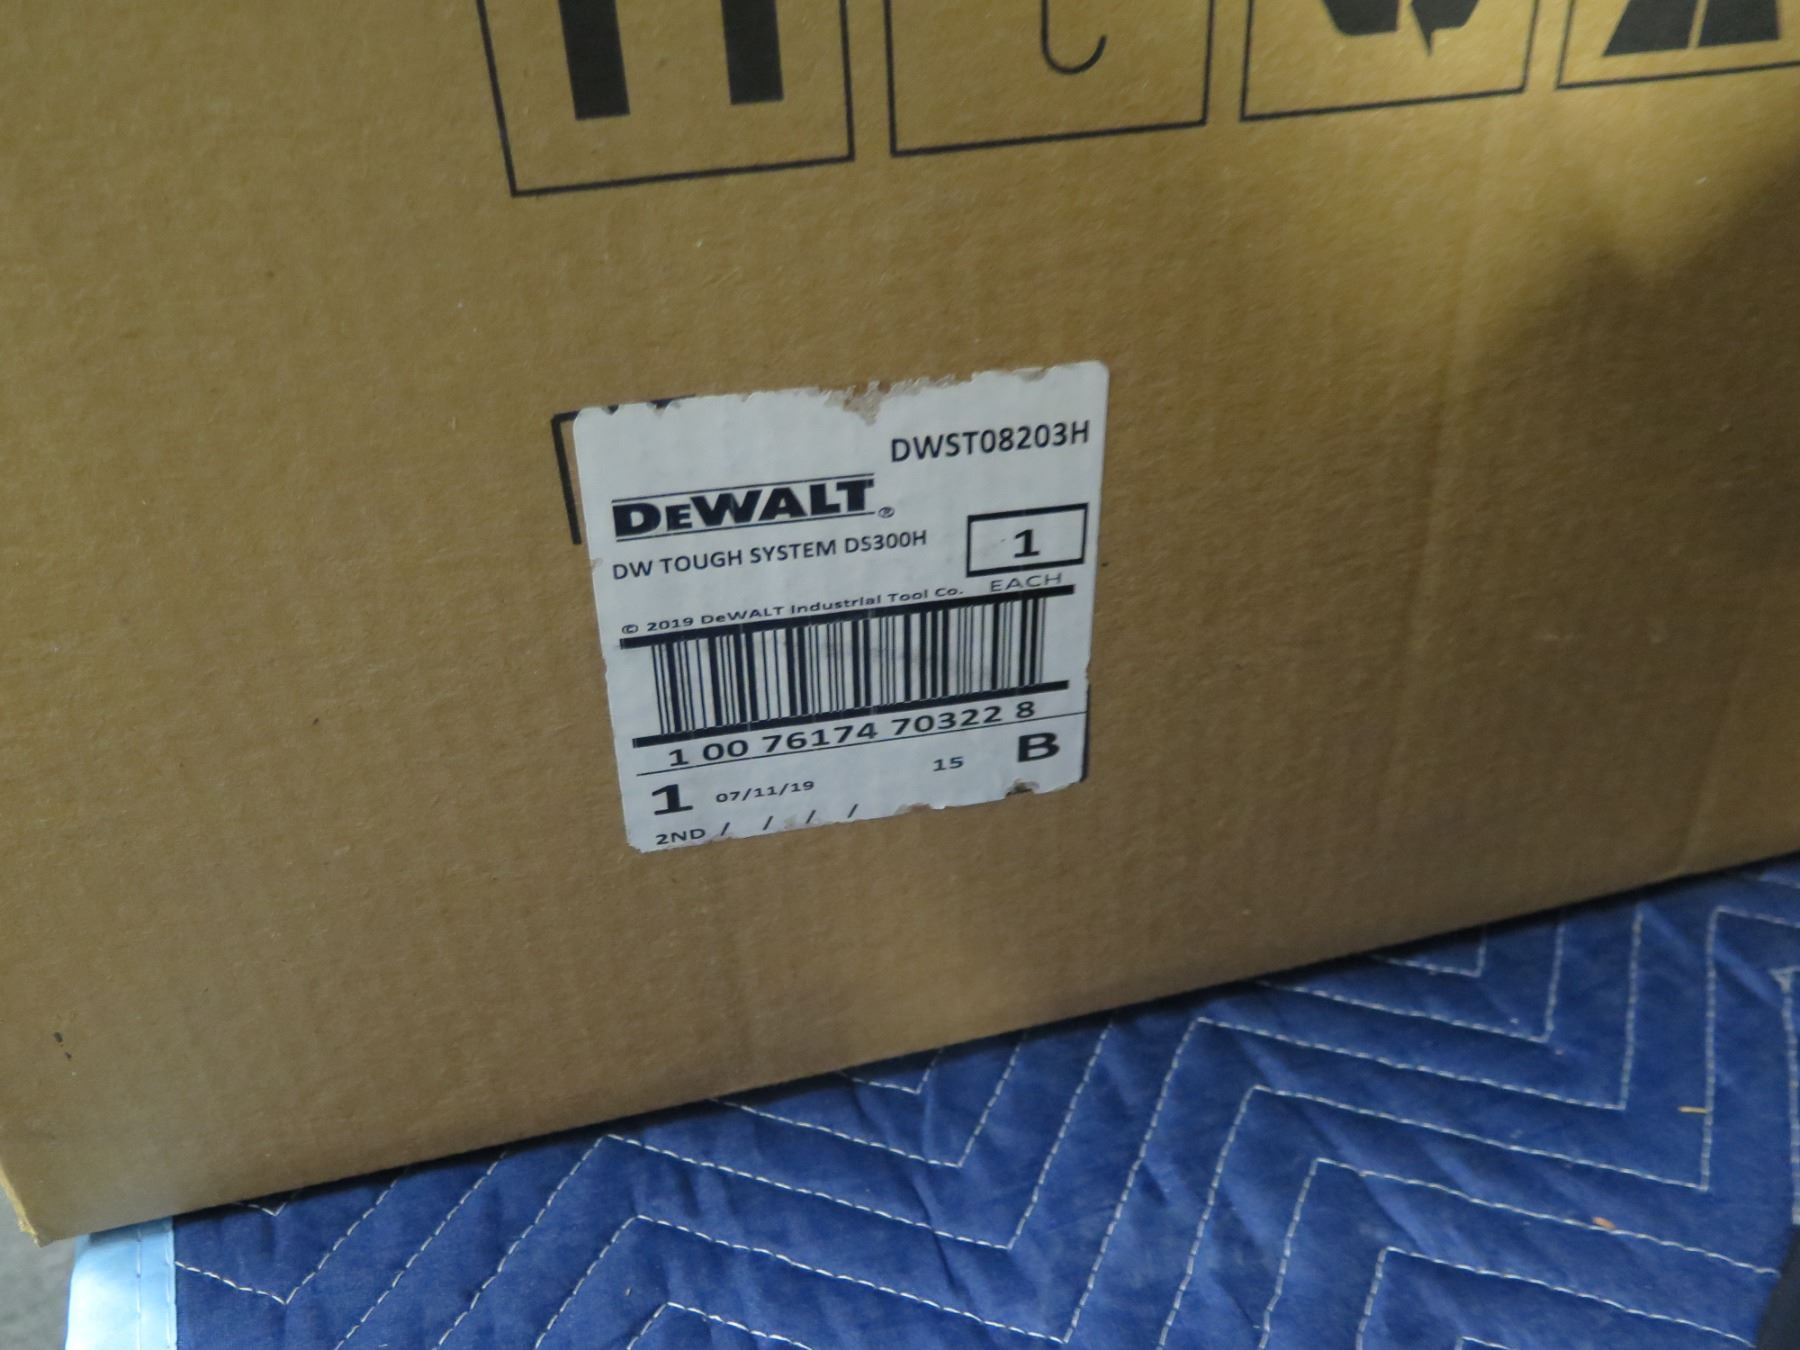 DWST08203H
DEWALT®
DW TOUGH SYSTEM DS300H
1
EACH
© 2019 DeWALT Industrial Tool Co.
1 00 76174 70322 8
1 07/11/19 15 B
2ND / / / /